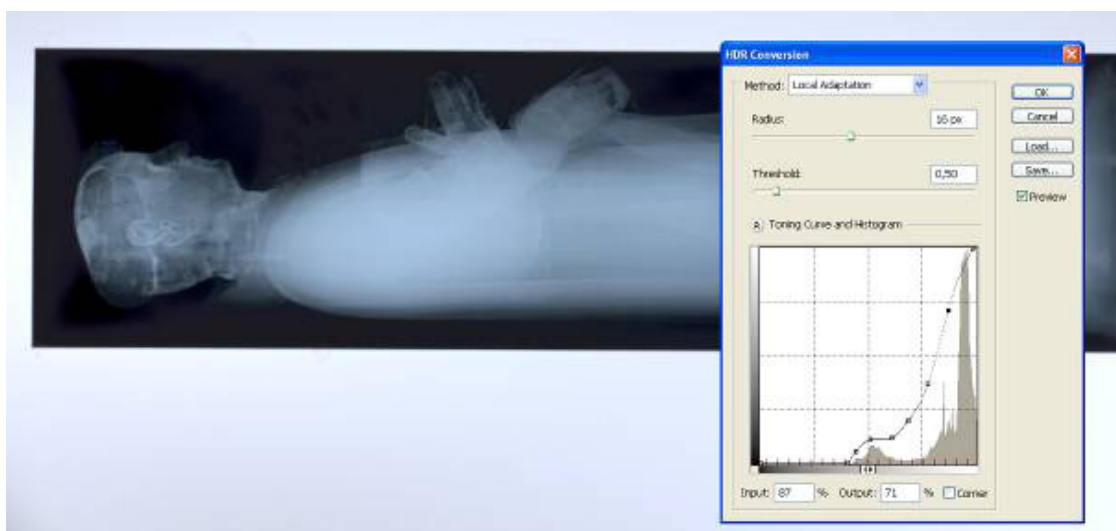 HDR Conversion
Method: Local Adaptation
OK
Radius: 16 px
Cancel
Load...
Threshold: 0,50
Save...
Preview
Toning Curve and Histogram
Input: 87 % Output: 71 % Corner